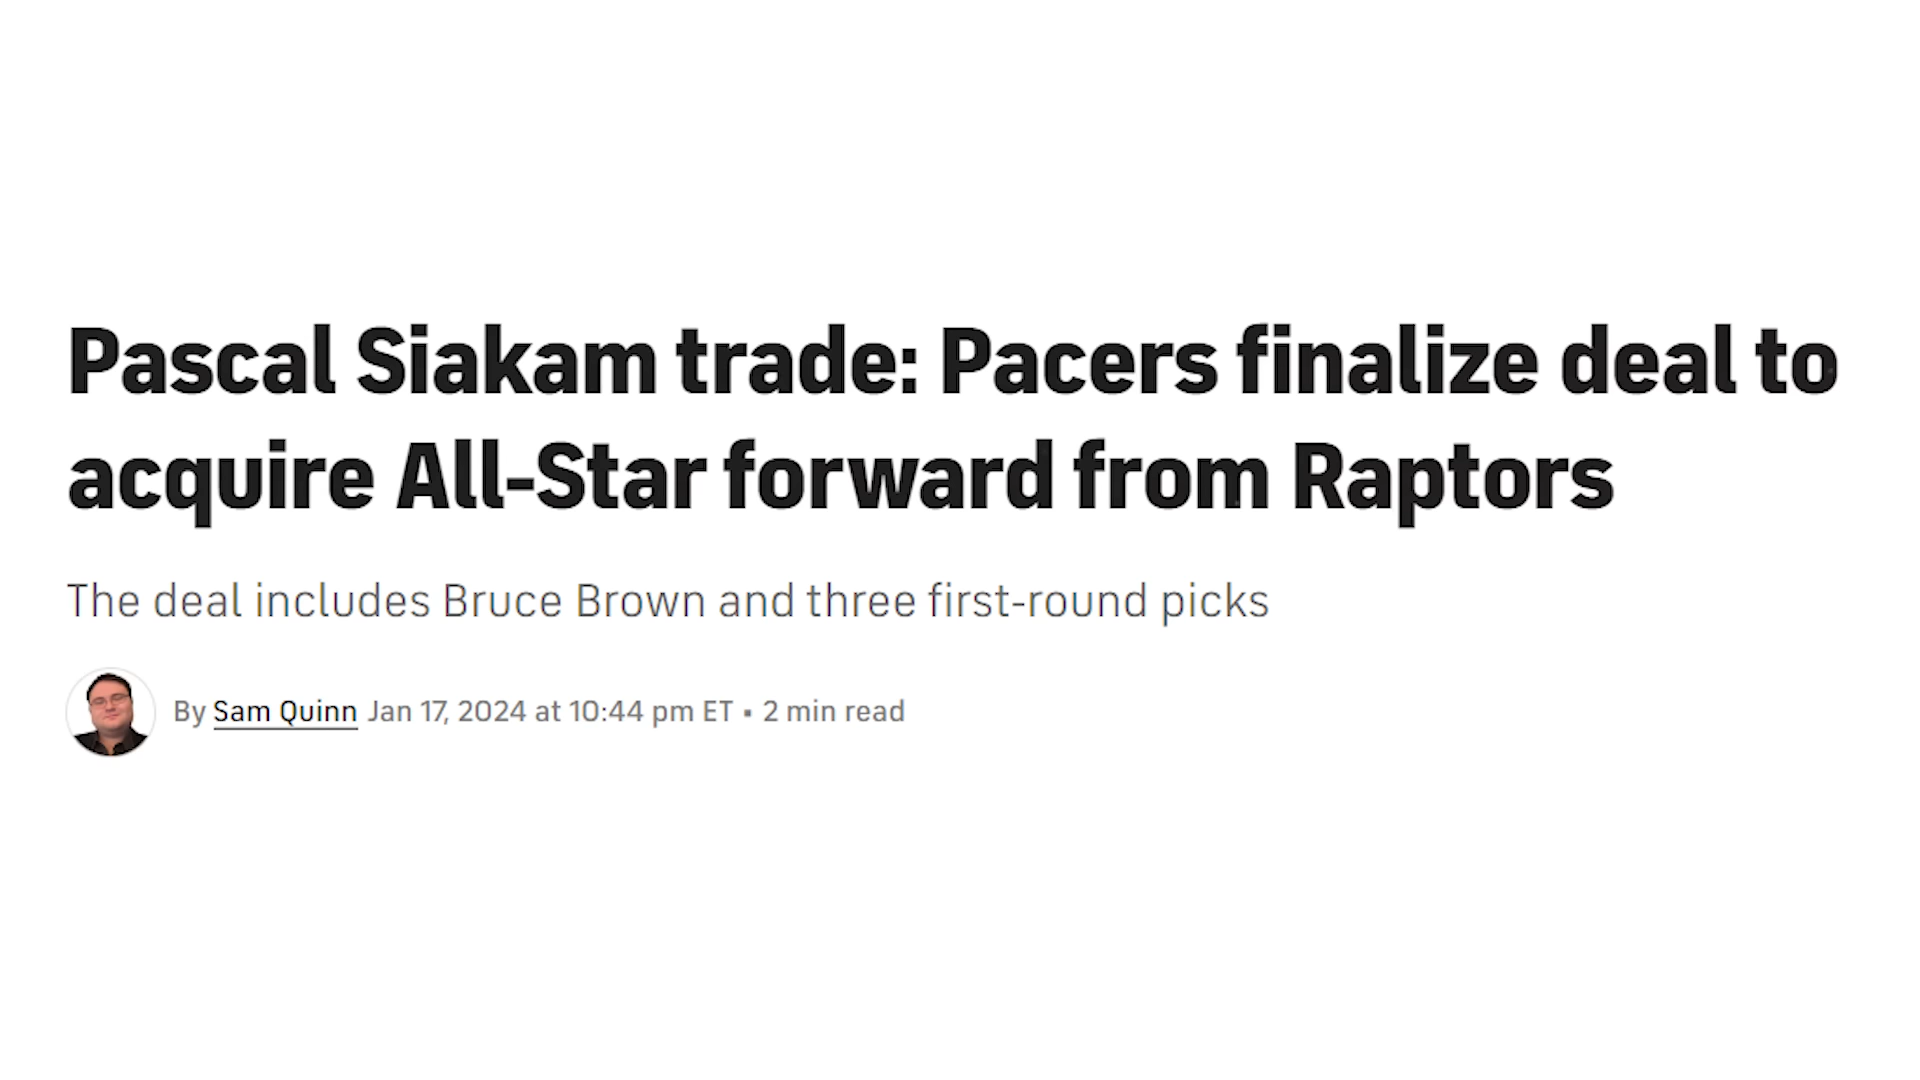 Pascal Siakam trade: Pacers finalize deal to
acquire All-Star forward from Raptors
The deal includes Bruce Brown and three first-round picks
By Sam Quinn Jan 17, 2024 at 10:44 pm ET • 2 min read